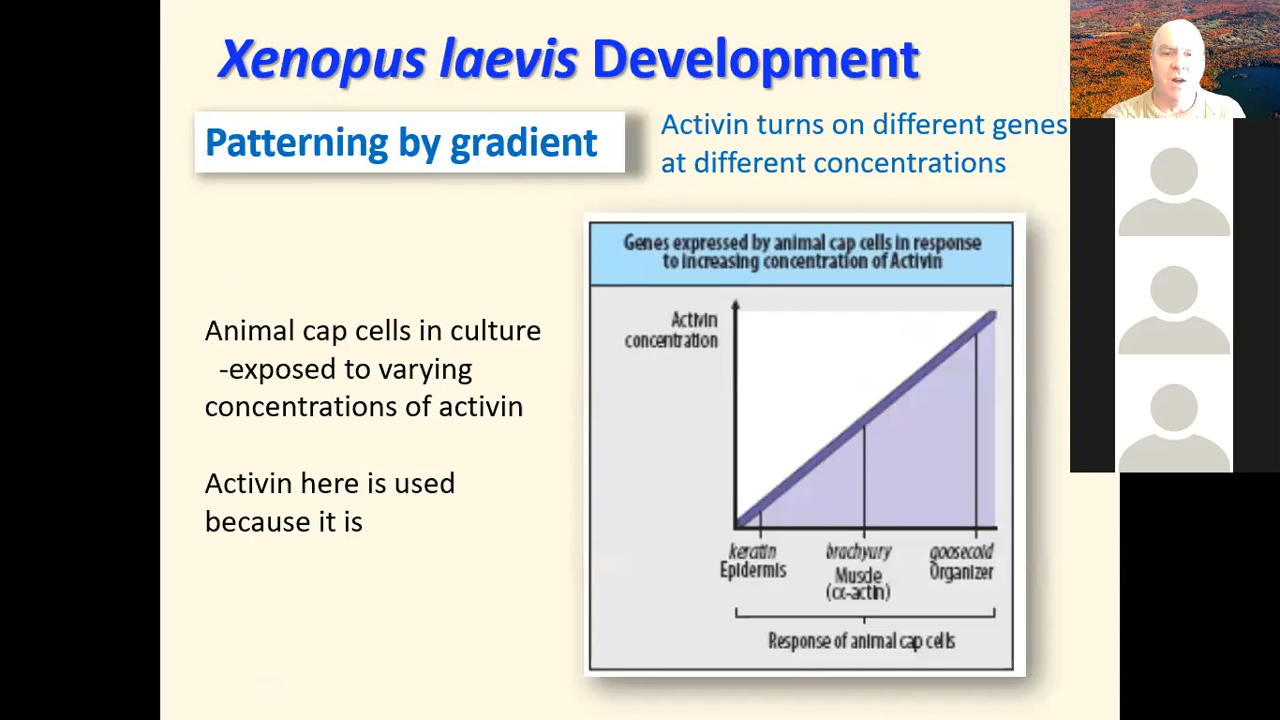 Xenopus laevis Development
Patterning by gradient
Activin turns on different genes
at different concentrations
Animal cap cells in culture
-exposed to varying
concentrations of activin
Activin here is used
because it is
Genes expressed by animal cap cells in response
to increasing concentration of Activin
Activin
concentration
keratin
Epidermis
brachyury
Muscle
(α-actin)
goosecoid
Organizer
Response of animal cap cells